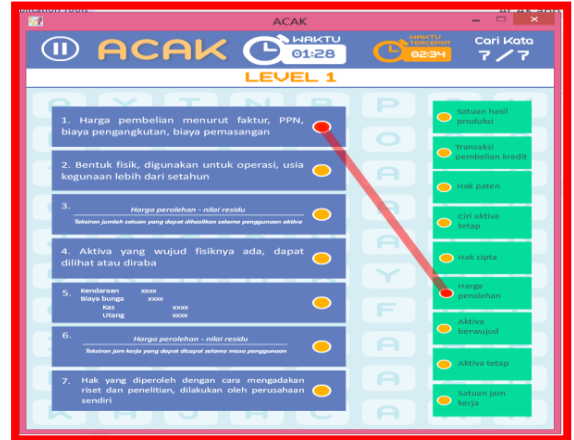 ACAK
ACAK
WAKTU
01:28
WAKTU
TERCEPAT
02:34
Cari Kata
7/7
LEVEL 1
1. Harga pembelian menurut faktur, PPN,
biaya pengangkutan, biaya pemasangan
2. Bentuk fisik, digunakan untuk operasi, usia
kegunaan lebih dari setahun
3. Harga perolehan - nilai residu
Taksiran jumlah satuan yang dapat dihasilkan selama penggunaan aktiva
4. Aktiva yang wujud fisiknya ada, dapat
dilihat atau diraba
5. Kendaraan xxxx
Biaya bunga xxxx
Kas xxxx
Utang xxxx
6. Harga perolehan - nilai residu
Taksiran jam kerja yang dapat dicapai selama masa penggunaan
7. Hak yang diperoleh dengan cara mengadakan
riset dan penelitian, dilakukan oleh perusahaan
sendiri
Satuan hasil
produksi
Transaksi
pembelian kredit
Hak paten
Ciri aktiva
tetap
Hak cipta
Harga
perolehan
Aktiva
berwujud
Aktiva tetap
Satuan jam
kerja